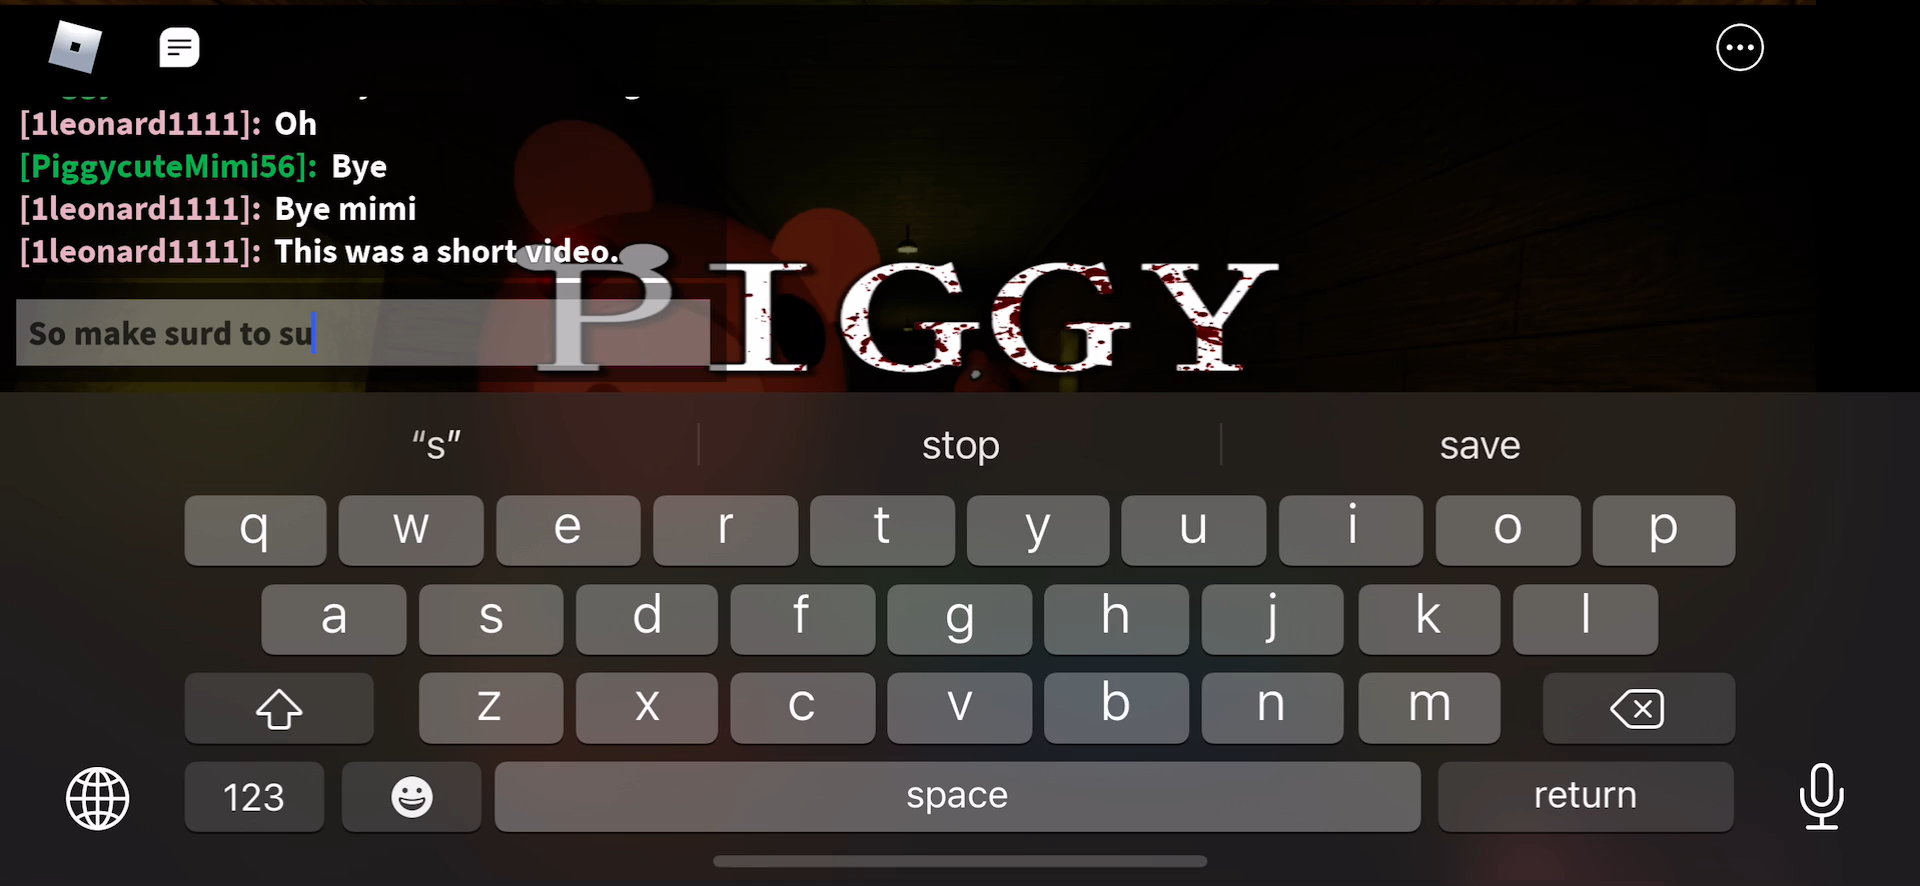 [1leonard1111]: Oh
[PiggycuteMimi56]: Bye
[1leonard1111]: Bye mimi
[1leonard1111]: This was a short video.
PIGGY
So make surd to su
“s” stop save
q w e r t y u i o p
a s d f g h j k l
z x c v b n m
123 space return